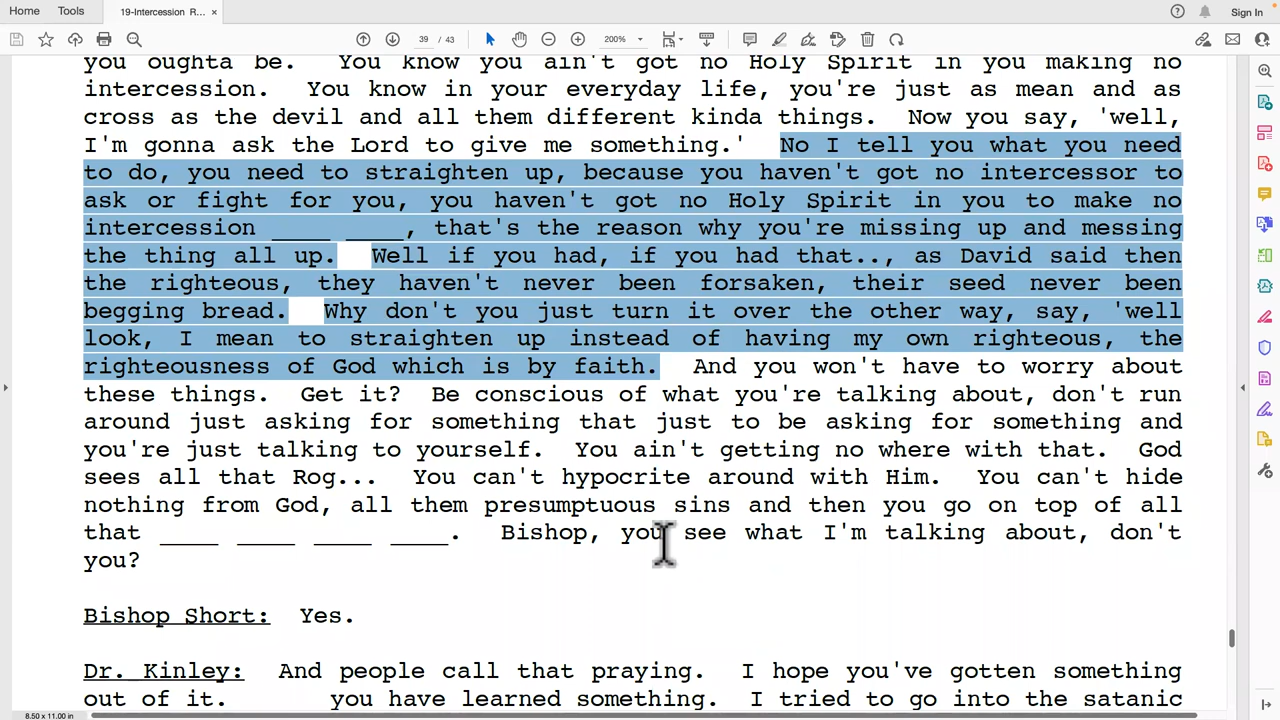 Home Tools 19-Intercession R... × Sign In
39 / 43 200%
you oughta be. You know you ain't got no Holy Spirit in you making no
intercession. You know in your everyday life, you're just as mean and as
cross as the devil and all them different kinda things. Now you say, 'well,
I'm gonna ask the Lord to give me something.' No I tell you what you need
to do, you need to straighten up, because you haven't got no intercessor to
ask or fight for you, you haven't got no Holy Spirit in you to make no
intercession ____ ____, that's the reason why you're missing up and messing
the thing all up. Well if you had, if you had that.., as David said then
the righteous, they haven't never been forsaken, their seed never been
begging bread. Why don't you just turn it over the other way, say, 'well
look, I mean to straighten up instead of having my own righteous, the
righteousness of God which is by faith. And you won't have to worry about
these things. Get it? Be conscious of what you're talking about, don't run
around just asking for something that just to be asking for something and
you're just talking to yourself. You ain't getting no where with that. God
sees all that Rog... You can't hypocrite around with Him. You can't hide
nothing from God, all them presumptuous sins and then you go on top of all
that ____ ____ ____ ____. Bishop, you see what I'm talking about, don't
you?
Bishop Short: Yes.
Dr. Kinley: And people call that praying. I hope you've gotten something
out of it. you have learned something. I tried to go into the satanic
8.50 x 11.00 in